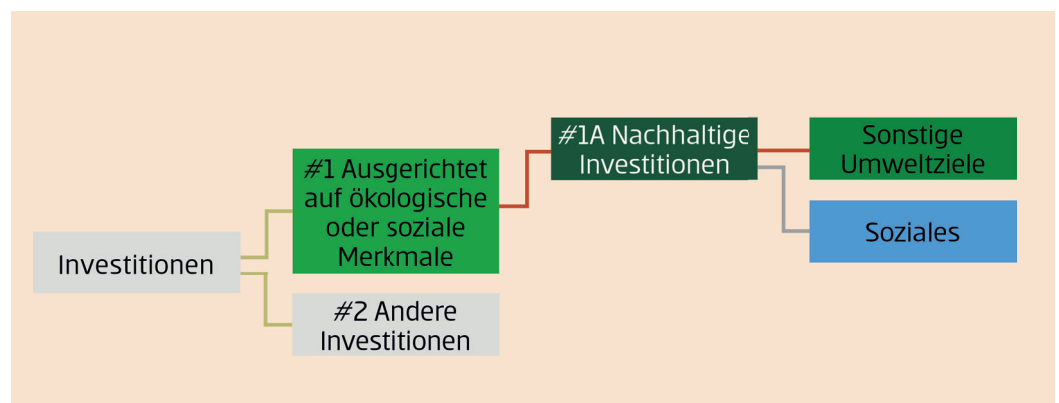 Investitionen
#1 Ausgerichtet
auf ökologische
oder soziale
Merkmale
#2 Andere
Investitionen
#1A Nachhaltige
Investitionen
Sonstige
Umweltziele
Soziales